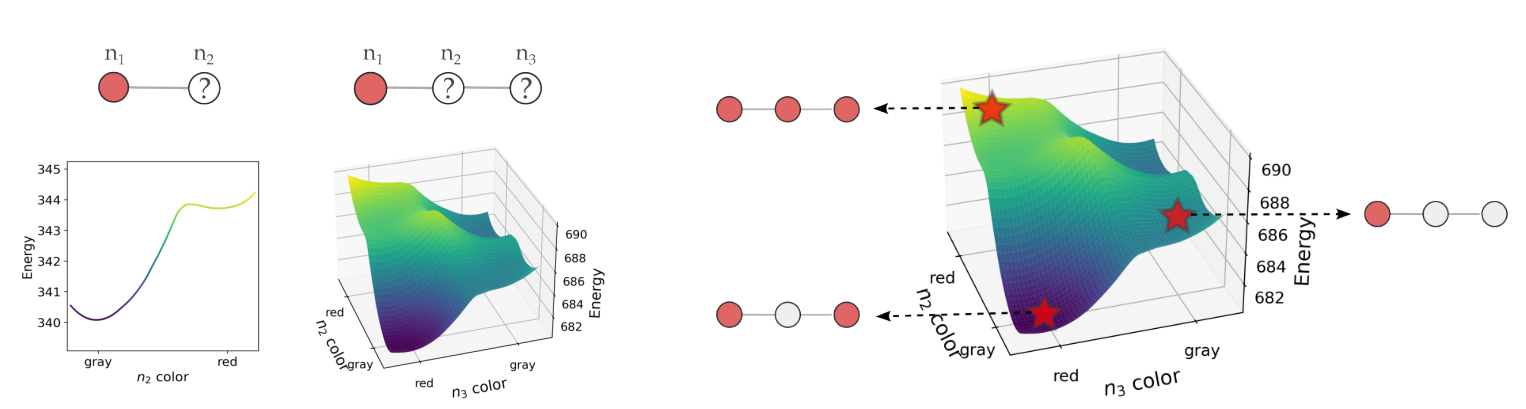 n1 n2
?
345
344
343
342
341
340
Energy
gray red
n2 color
n1 n2 n3
? ?
690
688
686
684
682
Energy
red
gray
n2 color
red
gray
n3 color
690
688
686
684
682
Energy
red
gray
n2 color
red
gray
n3 color